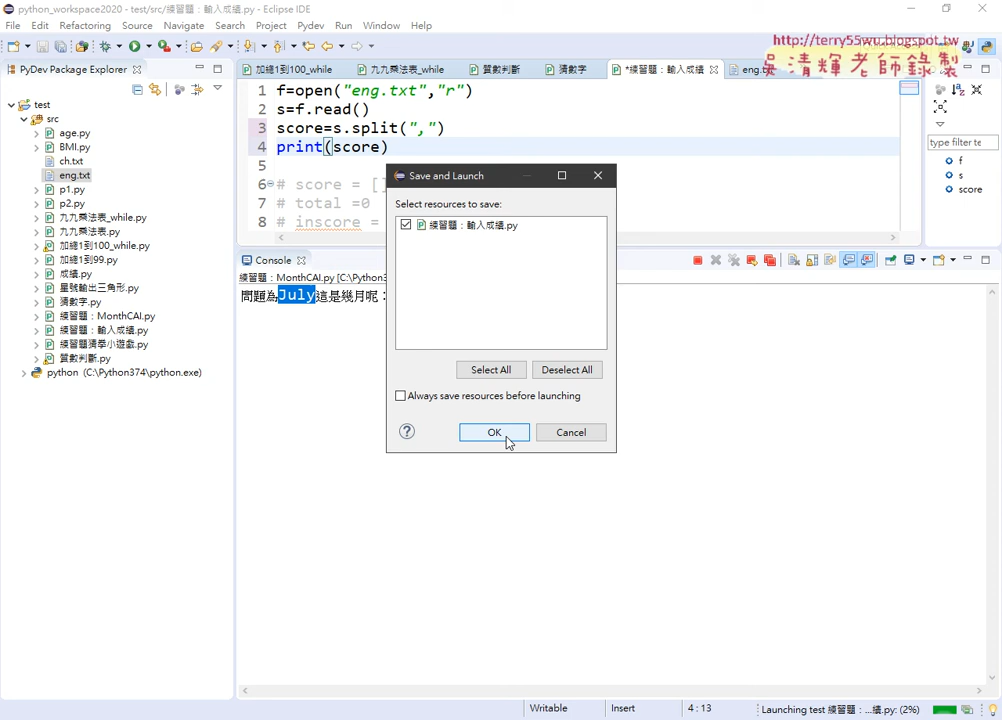 python_workspace2020 - test/src/練習題：輸入成績.py - Eclipse IDE
File Edit Refactoring Source Navigate Search Project Pydev Run Window Help
http://terry55wu.blogspot.tw
吳清輝老師錄製
PyDev Package Explorer
加總1到100_while
九九乘法表_while
質數判斷
猜數字
*練習題：輸入成績
eng.
test
src
age.py
BMI.py
ch.txt
eng.txt
p1.py
p2.py
九九乘法表_while.py
九九乘法表.py
加總1到100_while.py
加總1到99.py
成績.py
星號輸出三角形.py
猜數字.py
練習題：MonthCAI.py
練習題：輸入成績.py
練習題猜學小遊戲.py
質數判斷.py
python (C:\Python374\python.exe)
1 f=open("eng.txt","r")
2 s=f.read()
3 score=s.split(",")
4 print(score)
5
6 # score = []
7 # total =0
8 # inscore =
type filter te
f
s
score
Console
練習題：MonthCAI.py [C:\Python3
問題為July這是幾月呢：
Save and Launch
Select resources to save:
練習題：輸入成績.py
Select All
Deselect All
Always save resources before launching
OK
Cancel
Writable
Insert
4 : 13
Launching test 練習題：...績.py: (2%)